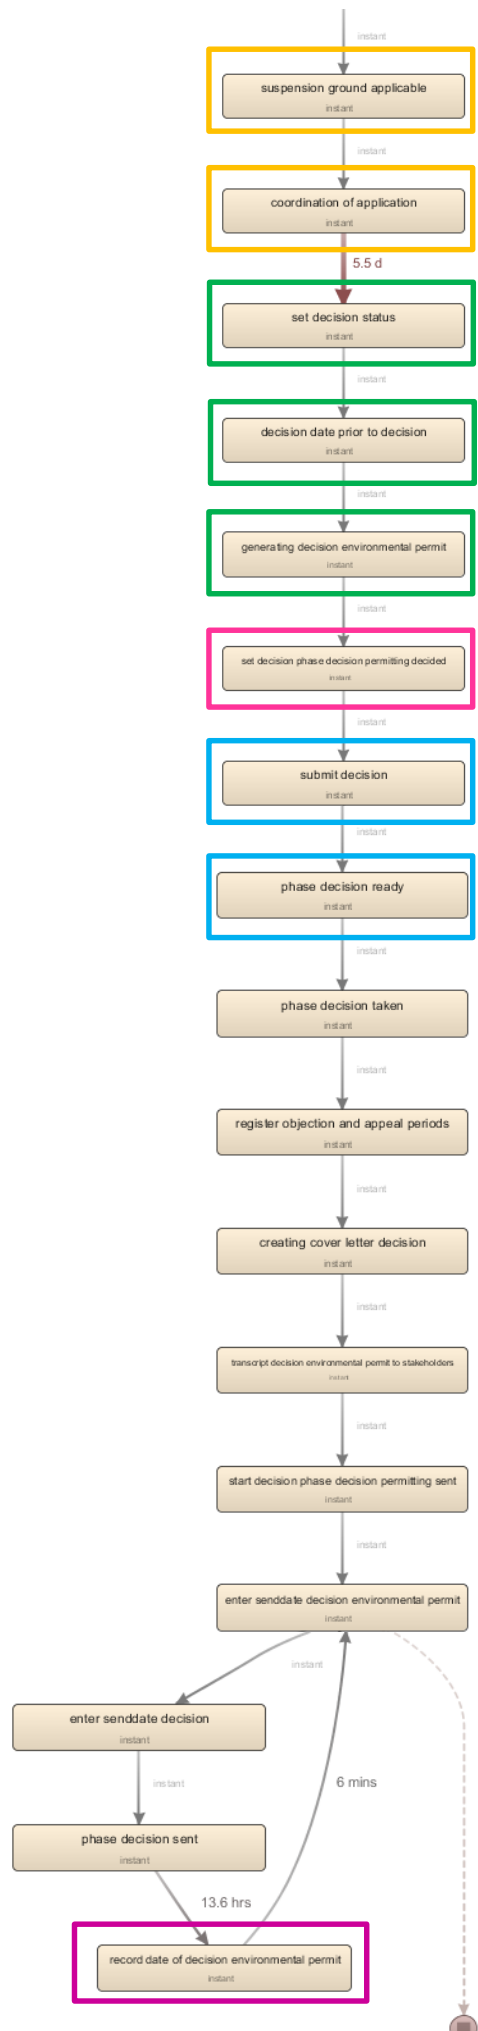 instant
suspension ground applicable
instant
instant
coordination of application
instant
5.5 d
set decision status
instant
instant
decision date prior to decision
instant
instant
generating decision environmental permit
instant
instant
set decision phase decision permitting decided
instant
instant
submit decision
instant
instant
phase decision ready
instant
instant
phase decision taken
instant
instant
register objection and appeal periods
instant
instant
creating cover letter decision
instant
instant
transcript decision environmental permit to stakeholders
instant
instant
start decision phase decision permitting sent
instant
instant
enter senddate decision environmental permit
instant
instant
enter senddate decision
instant
instant
6 mins
phase decision sent
instant
13.6 hrs
record date of decision environmental permit
instant